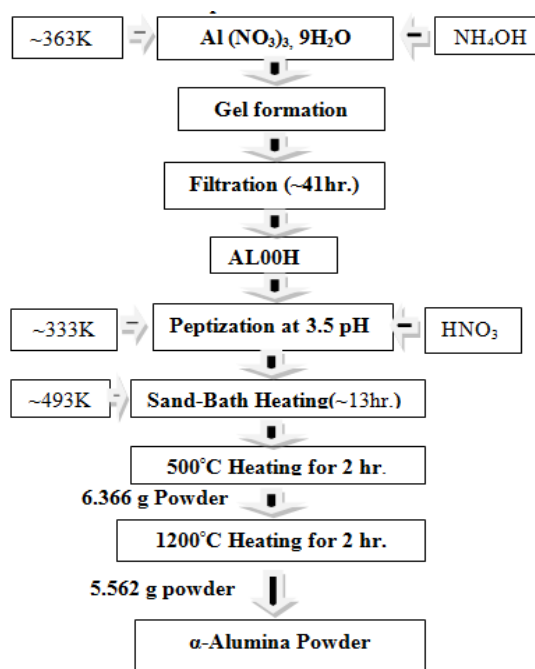 ~363K
Al (NO₃)₃, 9H₂O
NH₄OH
Gel formation
Filtration (~41hr.)
AL00H
~333K
Peptization at 3.5 pH
HNO₃
~493K
Sand-Bath Heating(~13hr.)
500°C Heating for 2 hr.
6.366 g Powder
1200°C Heating for 2 hr.
5.562 g powder
α-Alumina Powder